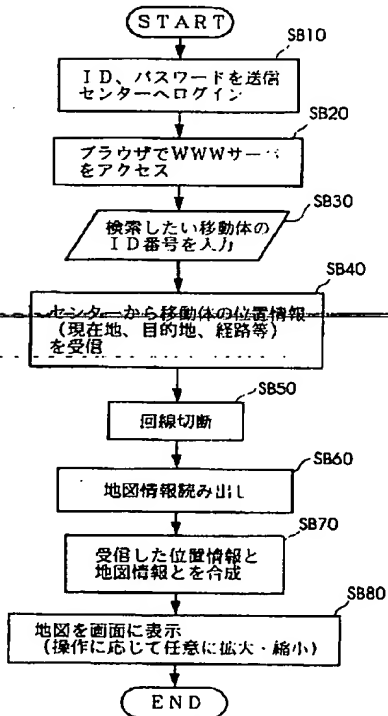 START
SB10
ID、パスワードを送信
センターへログイン
SB20
ブラウザでWWWサーバ
をアクセス
SB30
検索したい移動体の
ID番号を入力
SB40
センターから移動体の位置情報
(現在地、目的地、経路等)
を受信
SB50
回線切断
SB60
地図情報読み出し
SB70
受信した位置情報と
地図情報とを合成
SB80
地図を画面に表示
(操作に応じて任意に拡大・縮小)
END